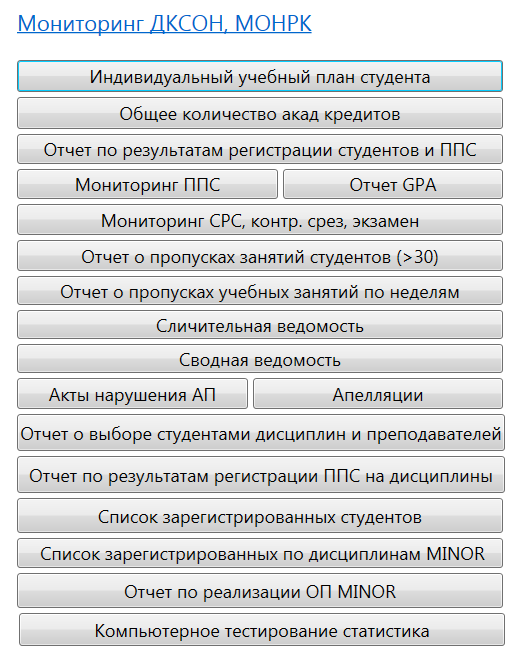 Мониторинг ДКСОН, МОНРК
Индивидуальный учебный план студента
Общее количество акад кредитов
Отчет по результатам регистрации студентов и ППС
Мониторинг ППС
Отчет GPA
Мониторинг СРС, контр. срез, экзамен
Отчет о пропусках занятий студентов (>30)
Отчет о пропусках учебных занятий по неделям
Сличительная ведомость
Сводная ведомость
Акты нарушения АП
Апелляции
Отчет о выборе студентами дисциплин и преподавателей
Отчет по результатам регистрации ППС на дисциплины
Список зарегистрированных студентов
Список зарегистрированных по дисциплинам MINOR
Отчет по реализации ОП MINOR
Компьютерное тестирование статистика